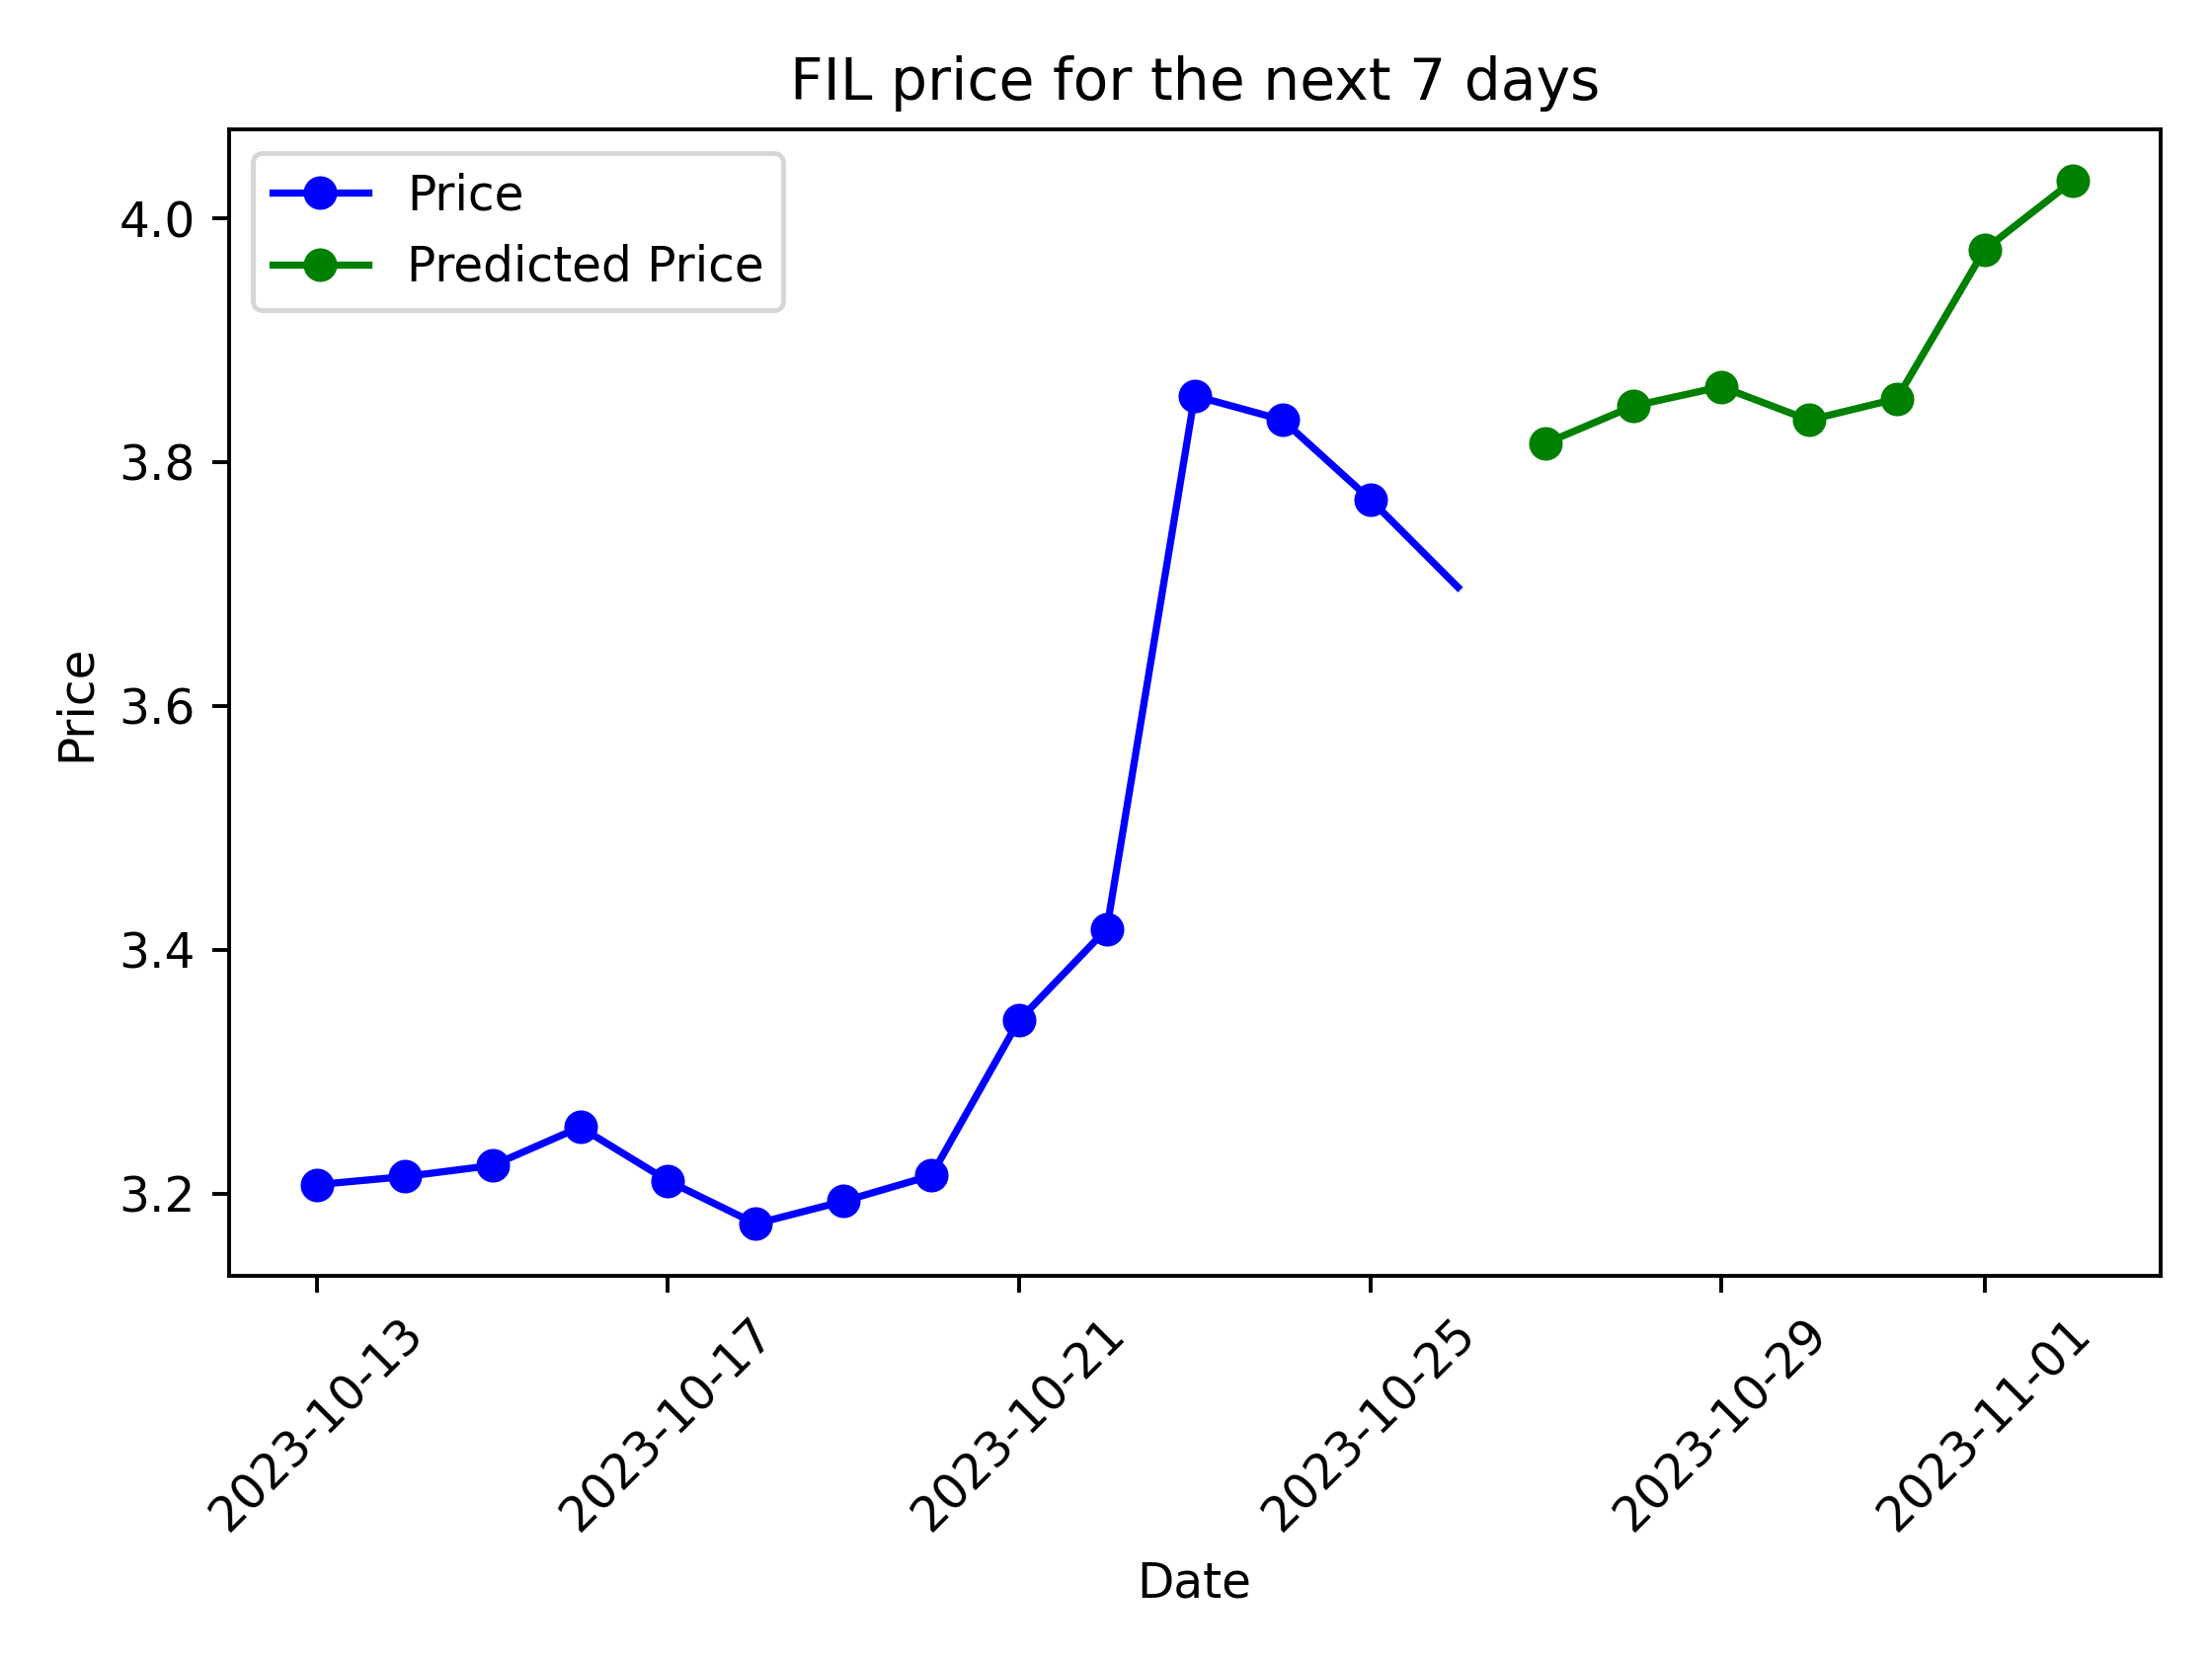 FIL price for the next 7 days
Price
Predicted Price
4.0
3.8
3.6
3.4
3.2
Price
2023-10-13
2023-10-17
2023-10-21
2023-10-25
2023-10-29
2023-11-01
Date